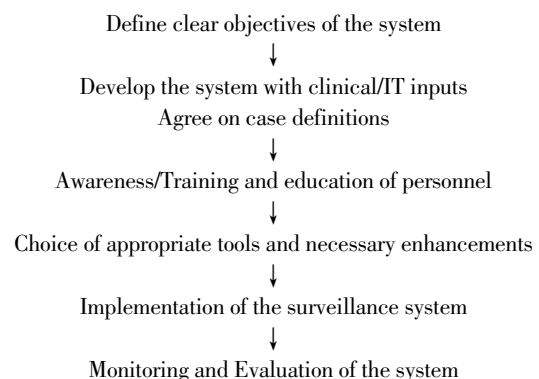 Define clear objectives of the system
Develop the system with clinical/IT inputs
Agree on case definitions
Awareness/Training and education of personnel
Choice of appropriate tools and necessary enhancements
Implementation of the surveillance system
Monitoring and Evaluation of the system